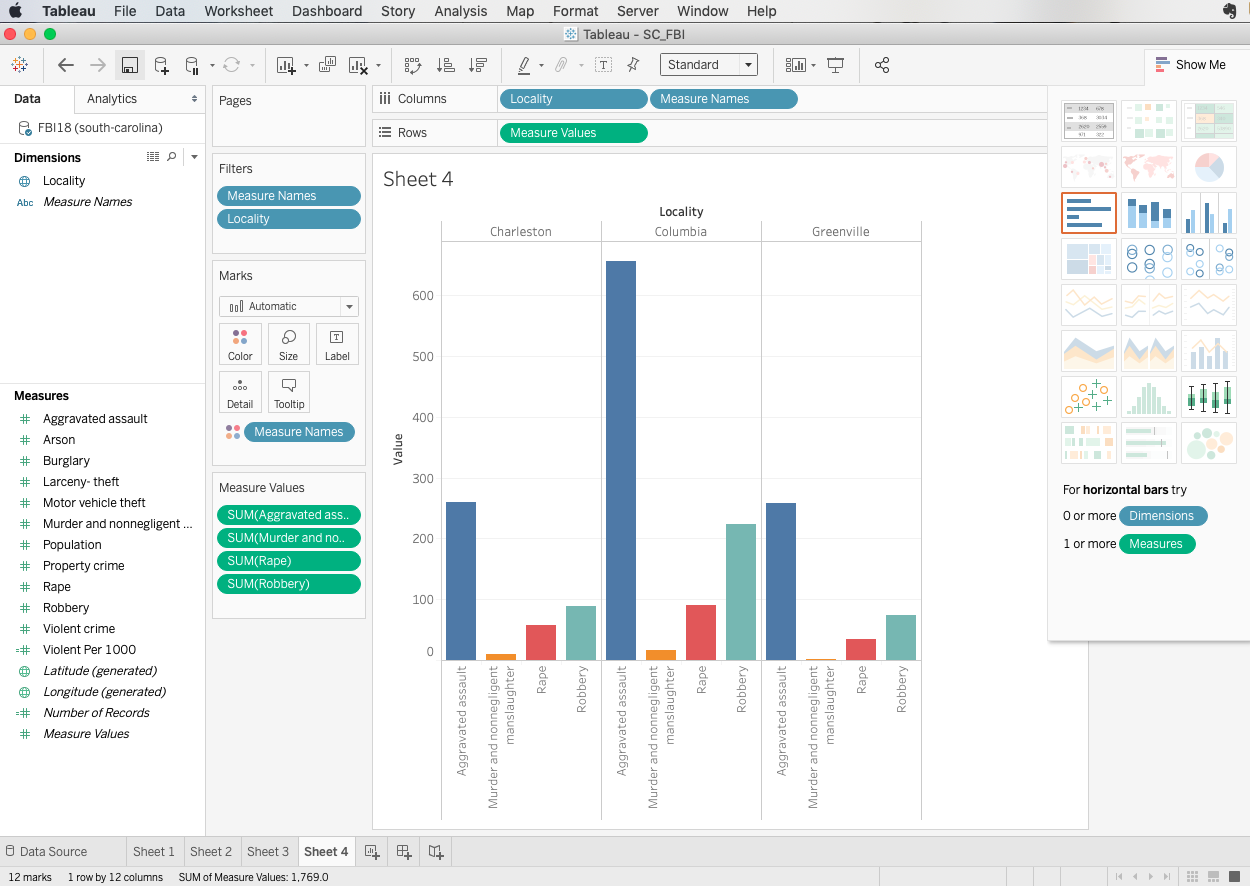 Tableau File Data Worksheet Dashboard Story Analysis Map Format Server Window Help
Tableau - SC_FBI
Standard
Show Me
Data Analytics
FBI18 (south-carolina)
Dimensions
Locality
Abc Measure Names
Measures
Aggravated assault
Arson
Burglary
Larceny- theft
Motor vehicle theft
Murder and nonnegligent ...
Population
Property crime
Rape
Robbery
Violent crime
Violent Per 1000
Latitude (generated)
Longitude (generated)
Number of Records
Measure Values
Pages
Filters
Measure Names
Locality
Marks
Automatic
Color Size Label
Detail Tooltip
Measure Names
Measure Values
SUM(Aggravated ass..
SUM(Murder and no..
SUM(Rape)
SUM(Robbery)
Columns Locality Measure Names
Rows Measure Values
Sheet 4
Locality
Charleston Columbia Greenville
Value
600
500
400
300
200
100
0
Aggravated assault
Murder and nonnegligent
manslaughter
Rape
Robbery
Aggravated assault
Murder and nonnegligent
manslaughter
Rape
Robbery
Aggravated assault
Murder and nonnegligent
manslaughter
Rape
Robbery
For horizontal bars try
0 or more Dimensions
1 or more Measures
Data Source Sheet 1 Sheet 2 Sheet 3 Sheet 4
12 marks 1 row by 12 columns SUM of Measure Values: 1,769.0